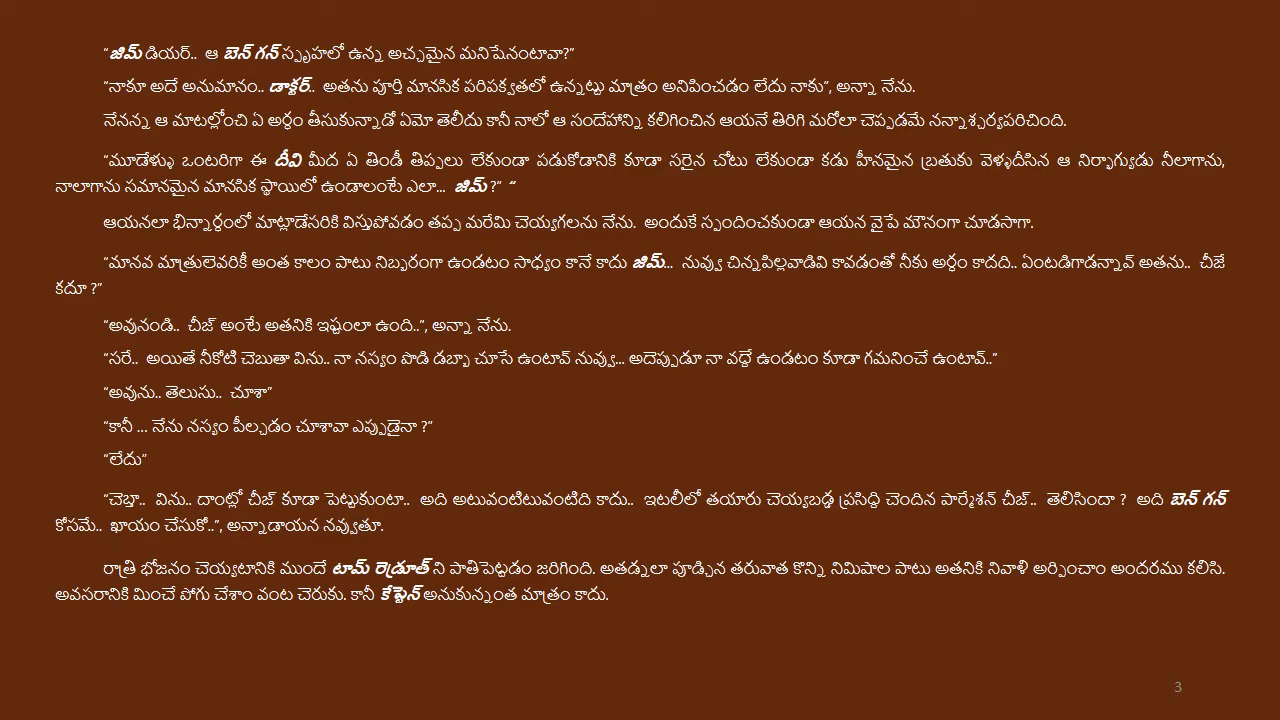 “జిమ్ డియర్.. ఆ బెన్ గన్ స్పృహలో ఉన్న అచ్చమైన మనిషేనంటావా?”
“నాకూ అదే అనుమానం.. డాక్టర్.. అతను పూర్తి మానసిక పరిపక్వతలో ఉన్నట్టు మాత్రం అనిపించడం లేదు నాకు”, అన్నా నేను.
నేనన్న ఆ మాటల్లోంచి ఏ అర్థం తీసుకున్నాడో ఏమో తెలీదు కానీ నాలో ఆ సందేహాన్ని కలిగించిన ఆయనే తిరిగి మరోలా చెప్పడమే నన్నాశ్చర్యపరిచింది.
“మూడేళ్ళు ఒంటరిగా ఈ దీవి మీద ఏ తిండీ తిప్పలు లేకుండా పడుకోడానికి కూడా సరైన చోటు లేకుండా కడు హీనమైన బ్రతుకు వెళ్ళదీసిన ఆ నిర్భాగ్యుడు నీలాగాను,
నాలాగాను సమానమైన మానసిక స్థాయిలో ఉండాలంటే ఎలా... జిమ్ ?” “
ఆయనలా భిన్నార్థంలో మాట్లాడేసరికి విస్తుపోవడం తప్ప మరేమి చెయ్యగలను నేను. అందుకే స్పందించకుండా ఆయన వైపే మౌనంగా చూడసాగా.
“మానవ మాత్రులెవరికీ అంత కాలం పాటు నిబ్బరంగా ఉండటం సాధ్యం కానే కాదు జిమ్... నువ్వు చిన్నపిల్లవాడివి కావడంతో నీకు అర్థం కాదది.. ఏంటడిగాడన్నావ్ అతను.. చీజే
కదూ ?”
“అవునండి.. చీజ్ అంటే అతనికి ఇష్టంలా ఉంది..”, అన్నా నేను.
“సరే.. అయితే నీకోటి చెబుతా విను.. నా నస్యం పొడి డబ్బా చూసే ఉంటావ్ నువ్వు... అదెప్పుడూ నా వద్దే ఉండటం కూడా గమనించే ఉంటావ్..”
“అవును.. తెలుసు.. చూశా”
“కానీ ... నేను నస్యం పీల్చడం చూశావా ఎప్పుడైనా ?”
“లేదు”
“చెబ్తా.. విను.. దాంట్లో చీజ్ కూడా పెట్టుకుంటా.. అది అటువంటిటువంటిది కాదు.. ఇటలీలో తయారు చెయ్యబడ్డ ప్రసిద్ధి చెందిన పార్మేశన్ చీజ్.. తెలిసిందా ? అది బెన్ గన్
కోసమే.. ఖాయం చేసుకో..”, అన్నాడాయన నవ్వుతూ.
రాత్రి భోజనం చెయ్యటానికి ముందే టామ్ రెడ్రూత్ ని పాతిపెట్టడం జరిగింది. అతడ్నలా పూడ్చిన తరువాత కొన్ని నిమిషాల పాటు అతనికి నివాళి అర్పించాం అందరము కలిసి.
అవసరానికి మించే పోగు చేశాం వంట చెరుకు. కానీ కేప్టెన్ అనుకున్నంత మాత్రం కాదు.
3